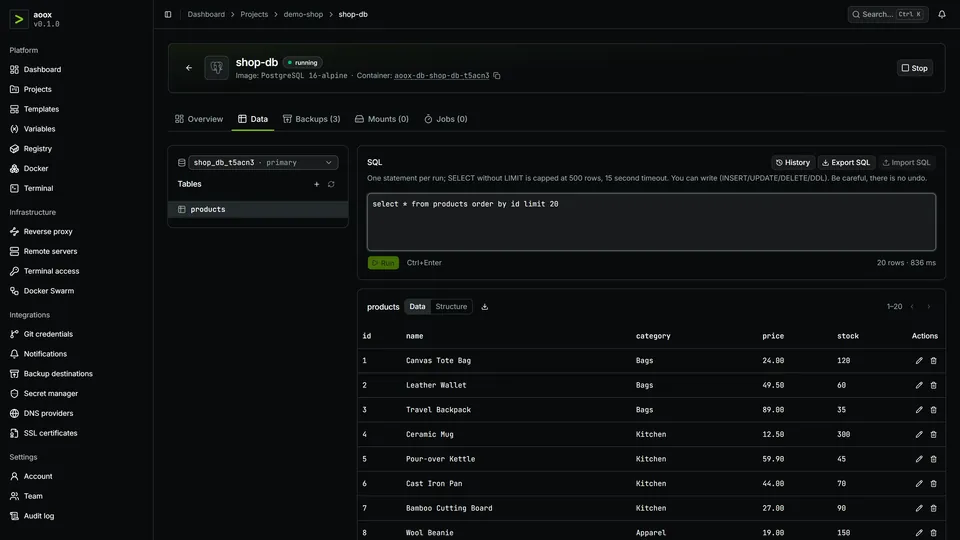 aoox
v0.1.0
Platform
Dashboard
Projects
Templates
Variables
Registry
Docker
Terminal
Infrastructure
Reverse proxy
Remote servers
Terminal access
Docker Swarm
Integrations
Git credentials
Notifications
Backup destinations
Secret manager
DNS providers
SSL certificates
Settings
Account
Team
Audit log
Dashboard > Projects > demo-shop > shop-db
Search... Ctrl K
shop-db running
Image: PostgreSQL 16-alpine · Container: aoox-db-shop-db-t5acn3
Stop
Overview Data Backups (3) Mounts (0) Jobs (0)
shop_db_t5acn3 · primary
Tables
products
SQL
History Export SQL Import SQL
One statement per run; SELECT without LIMIT is capped at 500 rows, 15 second timeout. You can write (INSERT/UPDATE/DELETE/DDL). Be careful, there is no undo.
select * from products order by id limit 20
Run Ctrl+Enter 20 rows · 836 ms
products Data Structure 1–20
id name category price stock Actions
1 Canvas Tote Bag Bags 24.00 120
2 Leather Wallet Bags 49.50 60
3 Travel Backpack Bags 89.00 35
4 Ceramic Mug Kitchen 12.50 300
5 Pour-over Kettle Kitchen 59.90 45
6 Cast Iron Pan Kitchen 44.00 70
7 Bamboo Cutting Board Kitchen 27.00 90
8 Wool Beanie Apparel 19.00 150